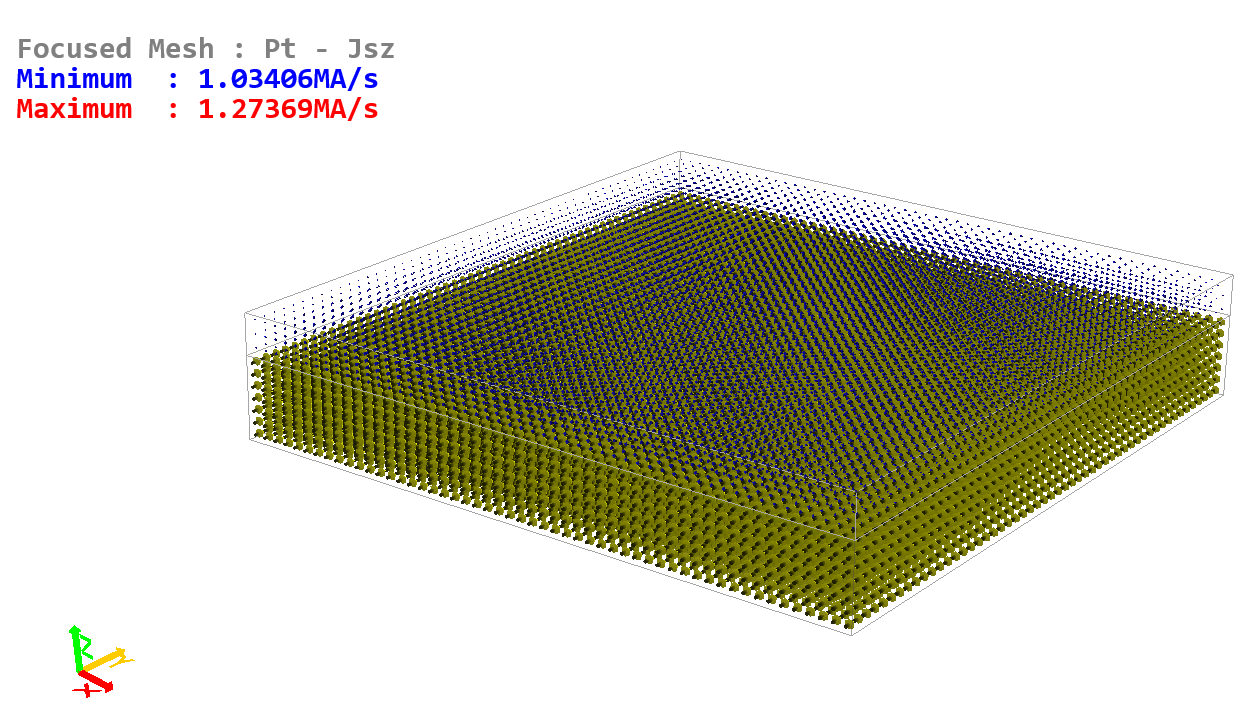 Focused Mesh : Pt - Jsz
Minimum  : 1.03406MA/s
Maximum  : 1.27369MA/s
z
y
x